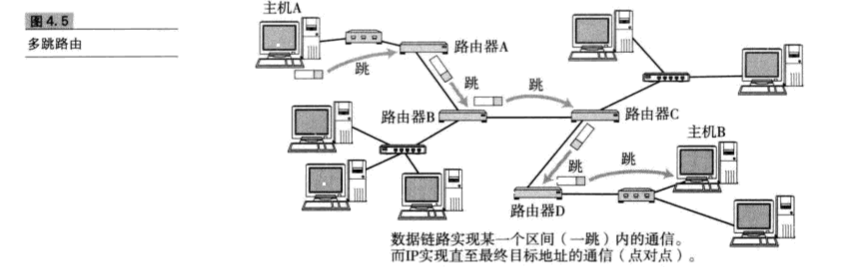 图4.5
多跳路由
主机A
路由器A
跳
跳
跳
路由器B
路由器C
主机B
跳
跳
路由器D
数据链路实现某一个区间（一跳）内的通信。
而IP实现直至最终目标地址的通信（点对点）。